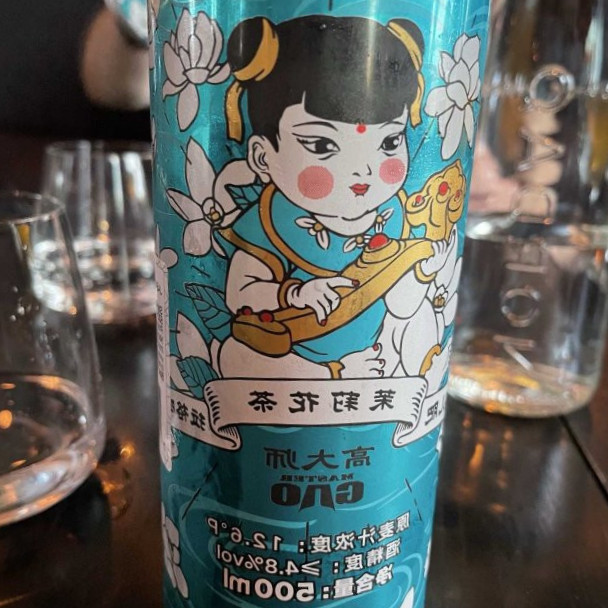 茉莉花茶
高大师
MASTER
GAO
原麦汁浓度：12.6°P
酒精度：≥4.8%vol
净含量：500ml